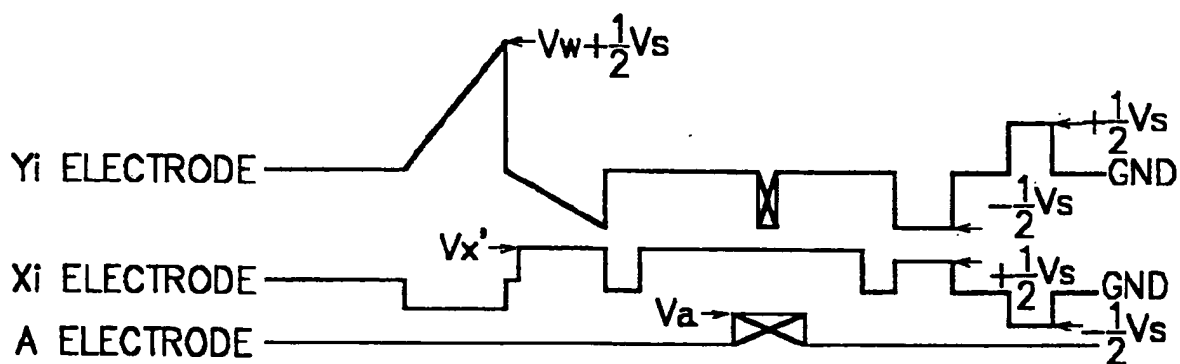 Vw+1/2Vs
+1/2Vs
Yi ELECTRODE
GND
-1/2Vs
Vx'
Xi ELECTRODE
+1/2Vs
GND
Va
-1/2Vs
A ELECTRODE